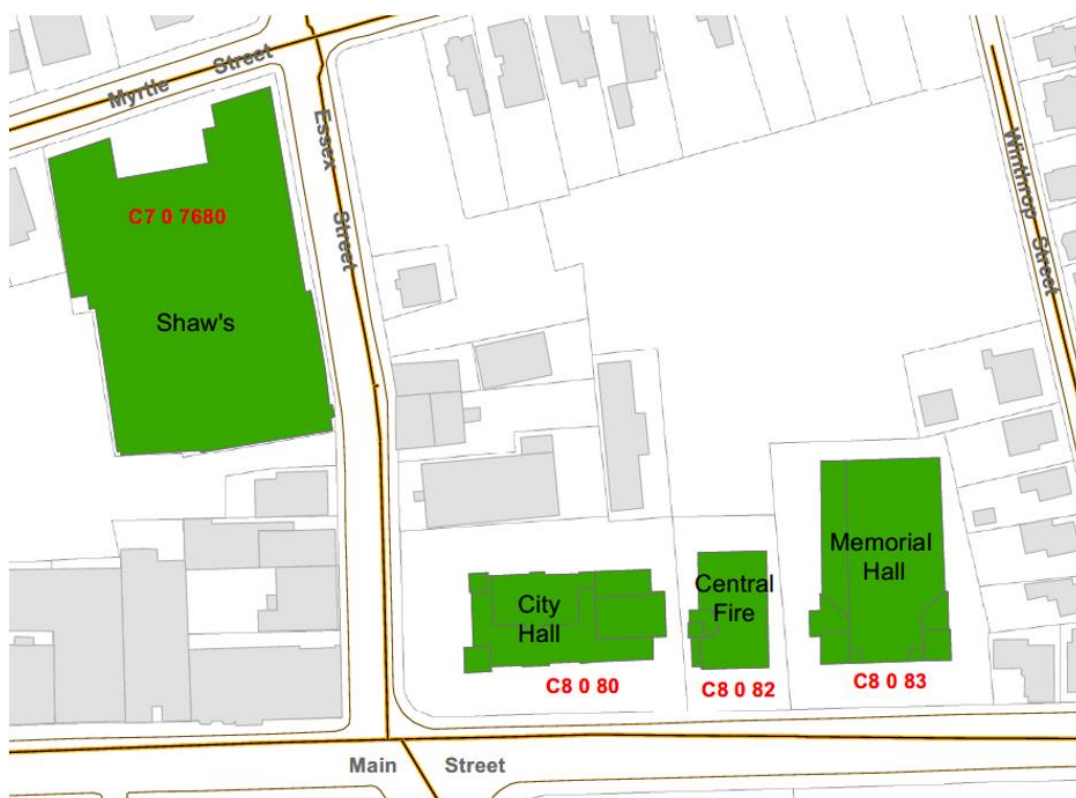 Myrtle Street
Essex Street
Winthrop Street
C7 0 7680
Shaw's
Memorial
Hall
Central
Fire
City
Hall
C8 0 80
C8 0 82
C8 0 83
Main Street